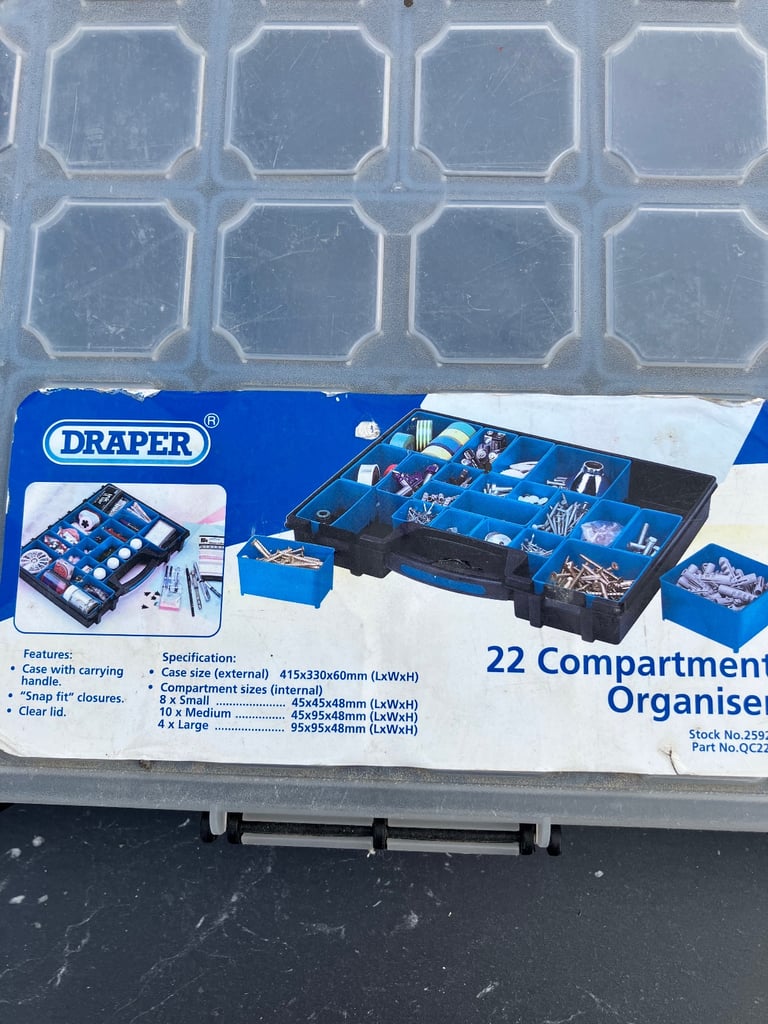 DRAPER®
Features:
• Case with carrying
handle.
• “Snap fit” closures.
• Clear lid.
Specification:
• Case size (external) 415x330x60mm (LxWxH)
• Compartment sizes (internal)
8 x Small ...................... 45x45x48mm (LxWxH)
10 x Medium ............... 45x95x48mm (LxWxH)
4 x Large ..................... 95x95x48mm (LxWxH)
22 Compartment
Organiser
Stock No.2592
Part No.QC22